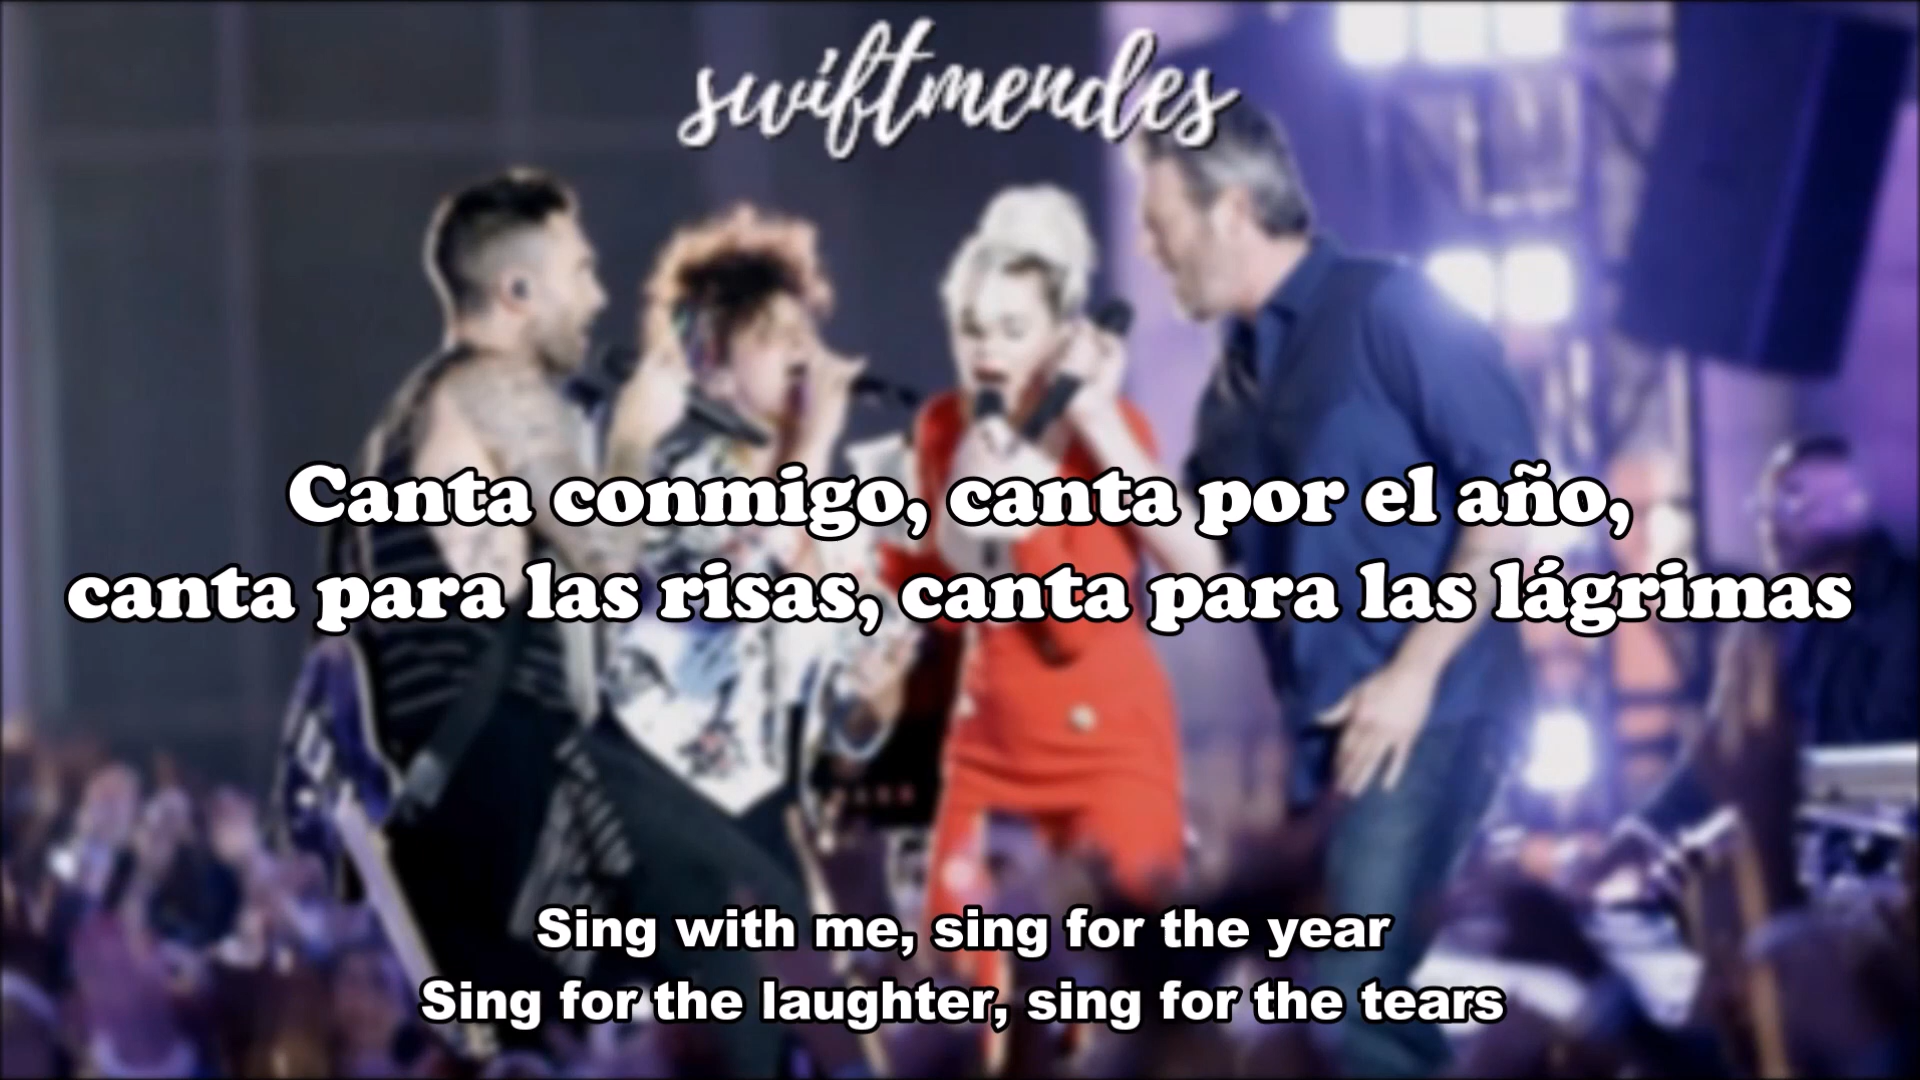 swiftmendes
Canta conmigo, canta por el año,
canta para las risas, canta para las lágrimas
Sing with me, sing for the year
Sing for the laughter, sing for the tears